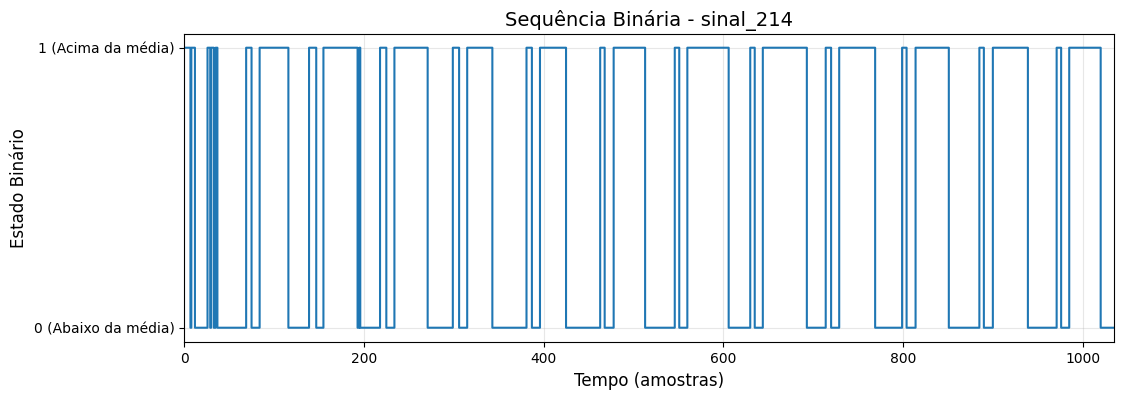 Sequência Binária - sinal_214
1 (Acima da média)
Estado Binário
0 (Abaixo da média)
0 200 400 600 800 1000
Tempo (amostras)